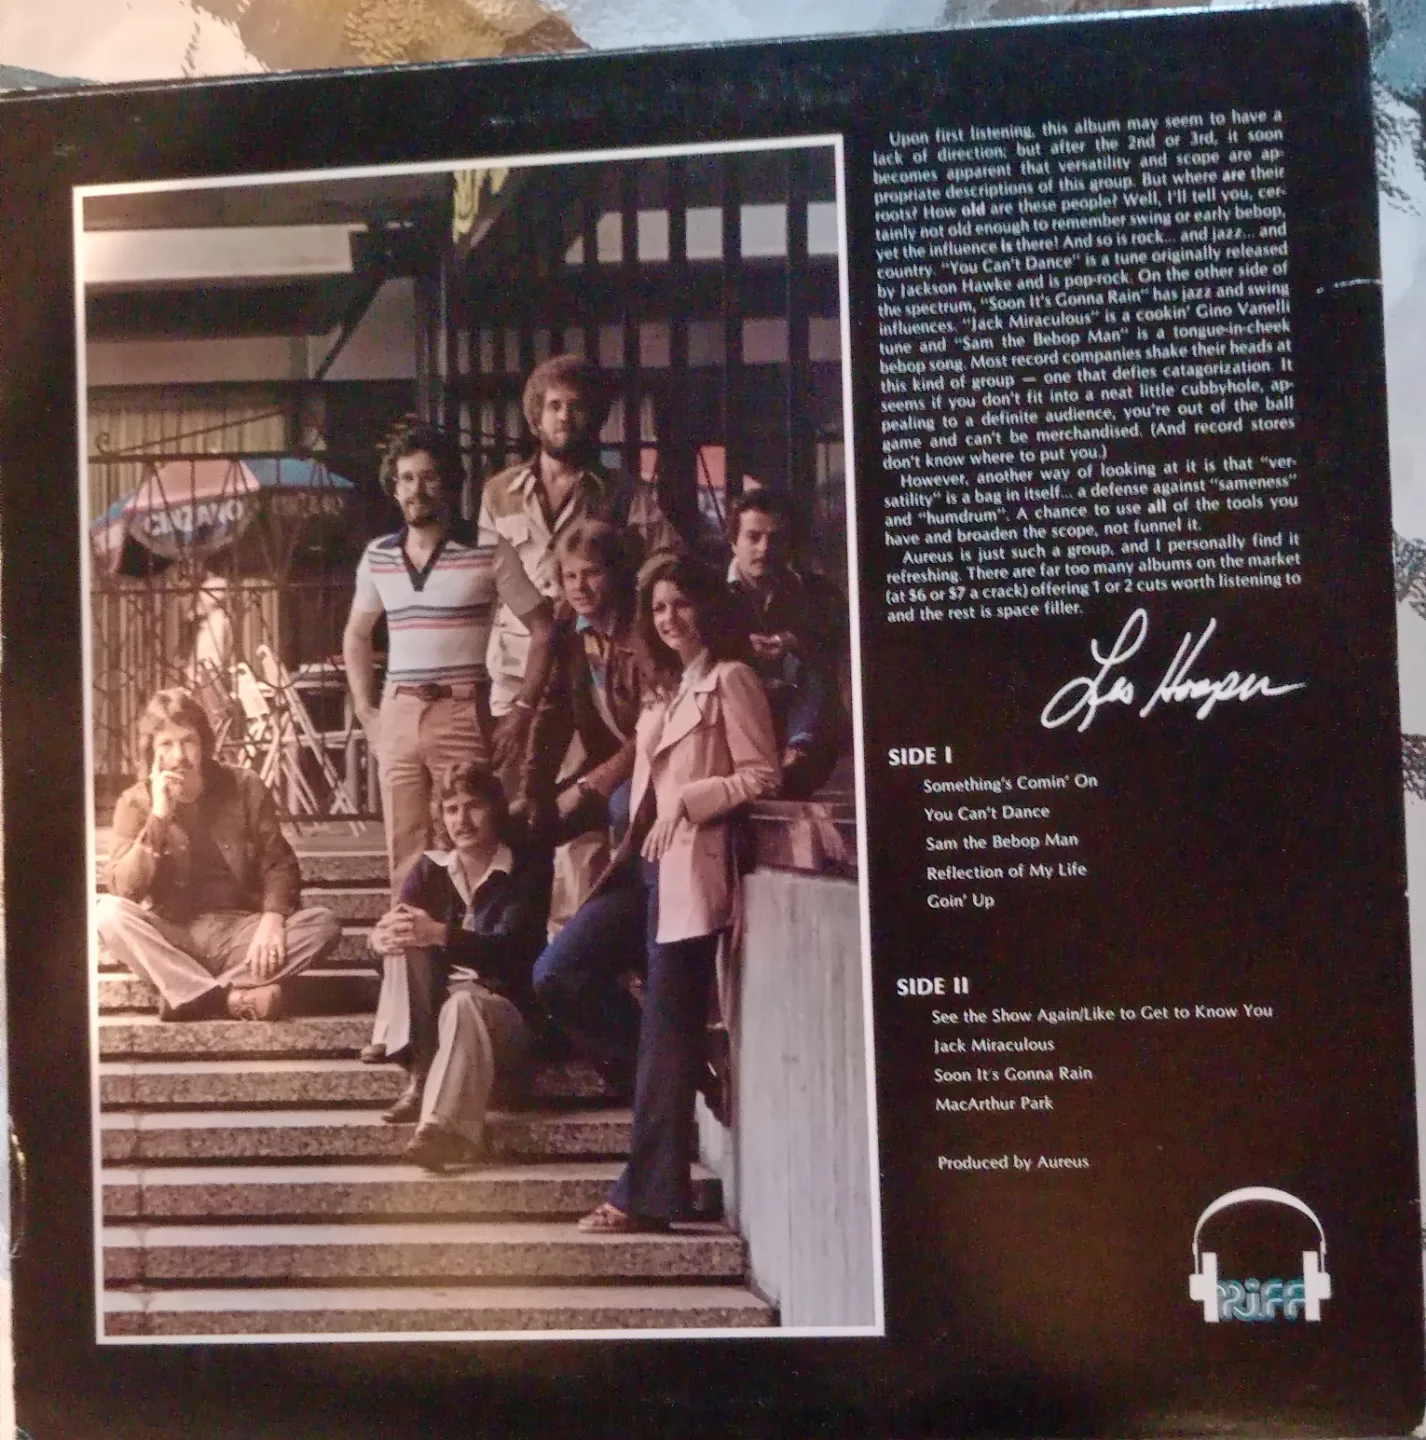 CINZANO
Upon first listening, this album may seem to have a
lack of direction; but after the 2nd or 3rd, it soon
becomes apparent that versatility and scope are ap-
propriate descriptions of this group. But where are their
roots? How old are these people? Well, I'll tell you, cer-
tainly not old enough to remember swing or early bebop,
yet the influence is there! And so is rock... and jazz... and
country. "You Can't Dance" is a tune originally released
by Jackson Hawke and is pop-rock. On the other side of
the spectrum, "Soon It's Gonna Rain" has jazz and swing
influences. "Jack Miraculous" is a cookin' Gino Vanelli
tune and "Sam the Bebop Man" is a tongue-in-cheek
bebop song. Most record companies shake their heads at
this kind of group — one that defies catagorization. It
seems if you don't fit into a neat little cubbyhole, ap-
pealing to a definite audience, you're out of the ball
game and can't be merchandised. (And record stores
don't know where to put you.)
However, another way of looking at it is that "ver-
satility" is a bag in itself... a defense against "sameness"
and "humdrum". A chance to use all of the tools you
have and broaden the scope, not funnel it.
Aureus is just such a group, and I personally find it
refreshing. There are far too many albums on the market
(at $6 or $7 a crack) offering 1 or 2 cuts worth listening to
and the rest is space filler.
Les Hooper
SIDE I
Something's Comin' On
You Can't Dance
Sam the Bebop Man
Reflection of My Life
Goin' Up
SIDE II
See the Show Again/Like to Get to Know You
Jack Miraculous
Soon It's Gonna Rain
MacArthur Park
Produced by Aureus
Riff